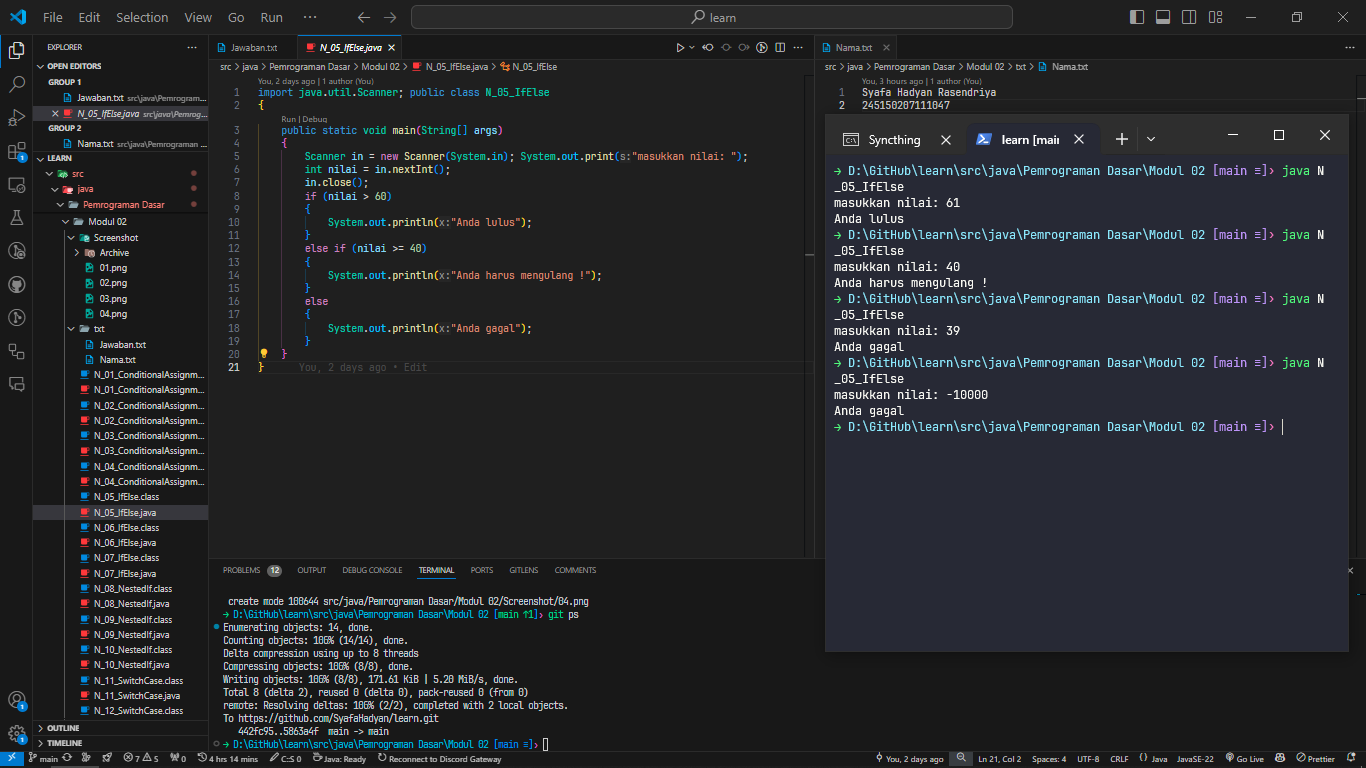 File Edit Selection View Go Run ··· learn
EXPLORER
OPEN EDITORS
GROUP 1
Jawaban.txt src\java\Pemrogram...
N_05_IfElse.java src\java\Pemrog...
GROUP 2
Nama.txt src\java\Pemrograman ...
LEARN
src
java
Pemrograman Dasar
Modul 02
Screenshot
Archive
01.png
02.png
03.png
04.png
txt
Jawaban.txt
Nama.txt
N_01_ConditionalAssignm...
N_01_ConditionalAssignm...
N_02_ConditionalAssignm...
N_02_ConditionalAssignm...
N_03_ConditionalAssignm...
N_03_ConditionalAssignm...
N_04_ConditionalAssignm...
N_04_ConditionalAssignm...
N_05_IfElse.class
N_05_IfElse.java
N_06_IfElse.class
N_06_IfElse.java
N_07_IfElse.class
N_07_IfElse.java
N_08_NestedIf.class
N_08_NestedIf.java
N_09_NestedIf.class
N_09_NestedIf.java
N_10_NestedIf.class
N_10_NestedIf.java
N_11_SwitchCase.class
N_11_SwitchCase.java
N_12_SwitchCase.class
OUTLINE
TIMELINE
Jawaban.txt N_05_IfElse.java
src > java > Pemrograman Dasar > Modul 02 > N_05_IfElse.java > N_05_IfElse
You, 2 days ago | 1 author (You)
1 import java.util.Scanner; public class N_05_IfElse
2 {
Run | Debug
3 public static void main(String[] args)
4 {
5 Scanner in = new Scanner(System.in); System.out.print(s:"masukkan nilai: ");
6 int nilai = in.nextInt();
7 in.close();
8 if (nilai > 60)
9 {
10 System.out.println(x:"Anda lulus");
11 }
12 else if (nilai >= 40)
13 {
14 System.out.println(x:"Anda harus mengulang !");
15 }
16 else
17 {
18 System.out.println(x:"Anda gagal");
19 }
20 }
21 } You, 2 days ago • Edit
Nama.txt
src > java > Pemrograman Dasar > Modul 02 > txt > Nama.txt
You, 3 hours ago | 1 author (You)
1 Syafa Hadyan Rasendriya
2 245150207111047
Syncthing learn [mai
→ D:\GitHub\learn\src\java\Pemrograman Dasar\Modul 02 [main ≡]› java N
_05_IfElse
masukkan nilai: 61
Anda lulus
→ D:\GitHub\learn\src\java\Pemrograman Dasar\Modul 02 [main ≡]› java N
_05_IfElse
masukkan nilai: 40
Anda harus mengulang !
→ D:\GitHub\learn\src\java\Pemrograman Dasar\Modul 02 [main ≡]› java N
_05_IfElse
masukkan nilai: 39
Anda gagal
→ D:\GitHub\learn\src\java\Pemrograman Dasar\Modul 02 [main ≡]› java N
_05_IfElse
masukkan nilai: -10000
Anda gagal
→ D:\GitHub\learn\src\java\Pemrograman Dasar\Modul 02 [main ≡]›
PROBLEMS 12 OUTPUT DEBUG CONSOLE TERMINAL PORTS GITLENS COMMENTS
create mode 100644 src/java/Pemrograman Dasar/Modul 02/Screenshot/04.png
→ D:\GitHub\learn\src\java\Pemrograman Dasar\Modul 02 [main ↑1]› git ps
Enumerating objects: 14, done.
Counting objects: 100% (14/14), done.
Delta compression using up to 8 threads
Compressing objects: 100% (8/8), done.
Writing objects: 100% (8/8), 171.61 KiB | 5.20 MiB/s, done.
Total 8 (delta 2), reused 0 (delta 0), pack-reused 0 (from 0)
remote: Resolving deltas: 100% (2/2), completed with 2 local objects.
To https://github.com/SyafaHadyan/learn.git
442fc95..5863a4f main -> main
→ D:\GitHub\learn\src\java\Pemrograman Dasar\Modul 02 [main ≡]›
main 7 5 0 4 hrs 14 mins C:S 0 Java: Ready Reconnect to Discord Gateway You, 2 days ago Ln 21, Col 2 Spaces: 4 UTF-8 CRLF {} Java JavaSE-22 Go Live Prettier